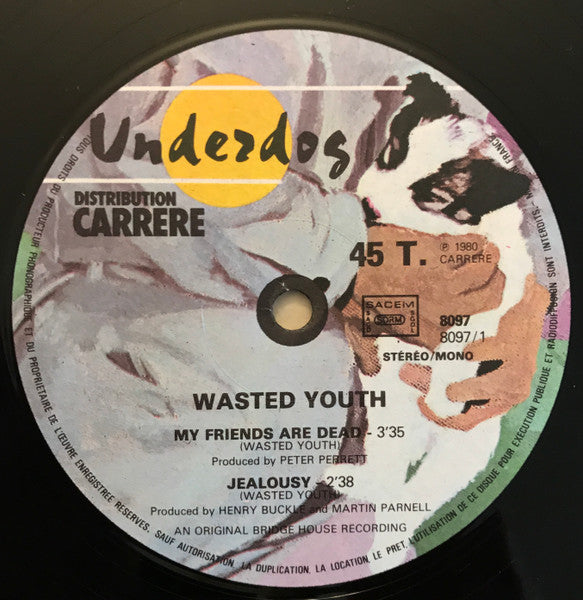 Underdog
DISTRIBUTION
CARRERE
45 T.
℗ 1980
CARRERE
SACEM
SDRM
SACD
SGDL
8097
8097/1
STÉRÉO/MONO
WASTED YOUTH
MY FRIENDS ARE DEAD - 3'35
(WASTED YOUTH)
Produced by PETER PERRETT
JEALOUSY - 2'38
(WASTED YOUTH)
Produced by HENRY BUCKLE and MARTIN PARNELL
AN ORIGINAL BRIDGE HOUSE RECORDING
TOUS DROITS DU PRODUCTEUR PHONOGRAPHIQUE ET DU PROPRIETAIRE DE L'ŒUVRE ENREGISTREE RESERVES. SAUF AUTORISATION, LA DUPLICATION, LA LOCATION, LE PRET, L'UTILISATION DE CE DISQUE POUR EXECUTION PUBLIQUE ET RADIODIFFUSION SONT INTERDITS. - FRANCE